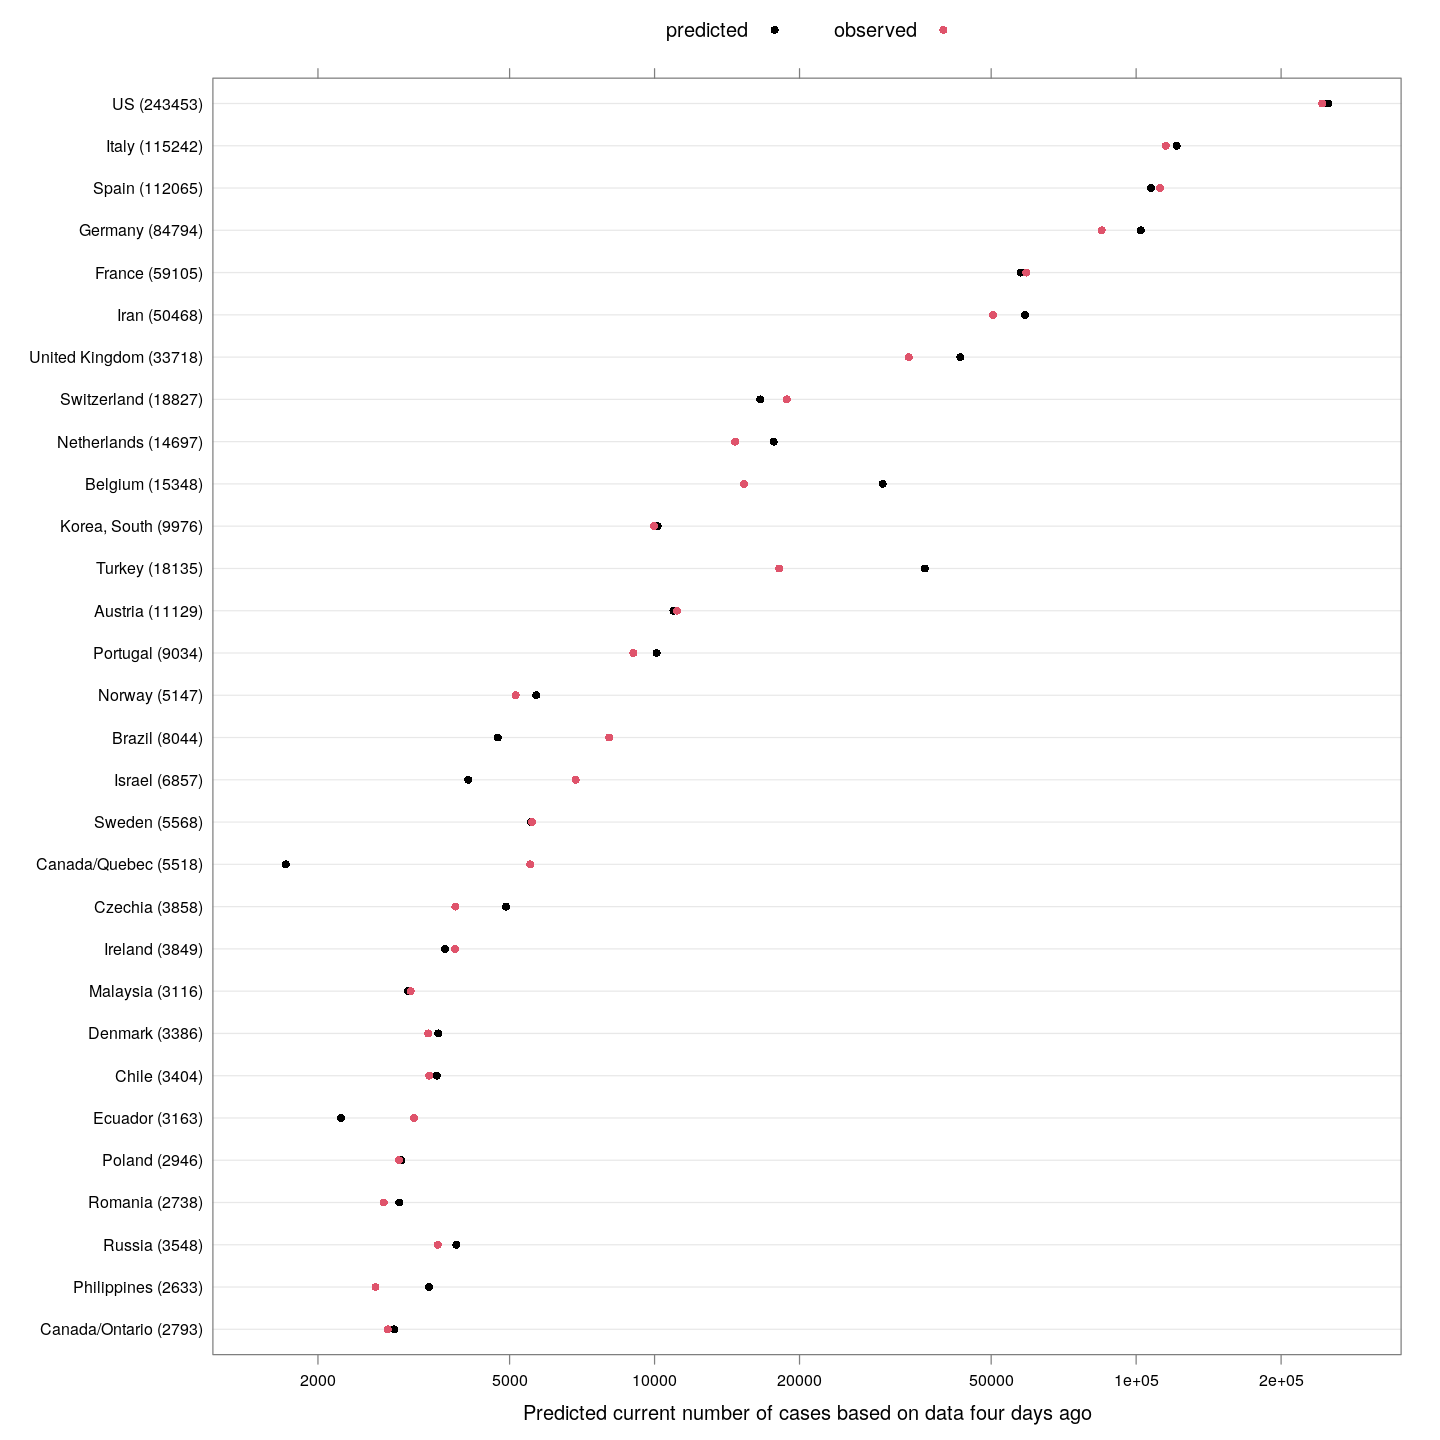 predicted observed
US (243453)
Italy (115242)
Spain (112065)
Germany (84794)
France (59105)
Iran (50468)
United Kingdom (33718)
Switzerland (18827)
Netherlands (14697)
Belgium (15348)
Korea, South (9976)
Turkey (18135)
Austria (11129)
Portugal (9034)
Norway (5147)
Brazil (8044)
Israel (6857)
Sweden (5568)
Canada/Quebec (5518)
Czechia (3858)
Ireland (3849)
Malaysia (3116)
Denmark (3386)
Chile (3404)
Ecuador (3163)
Poland (2946)
Romania (2738)
Russia (3548)
Philippines (2633)
Canada/Ontario (2793)
2000 5000 10000 20000 50000 1e+05 2e+05
Predicted current number of cases based on data four days ago